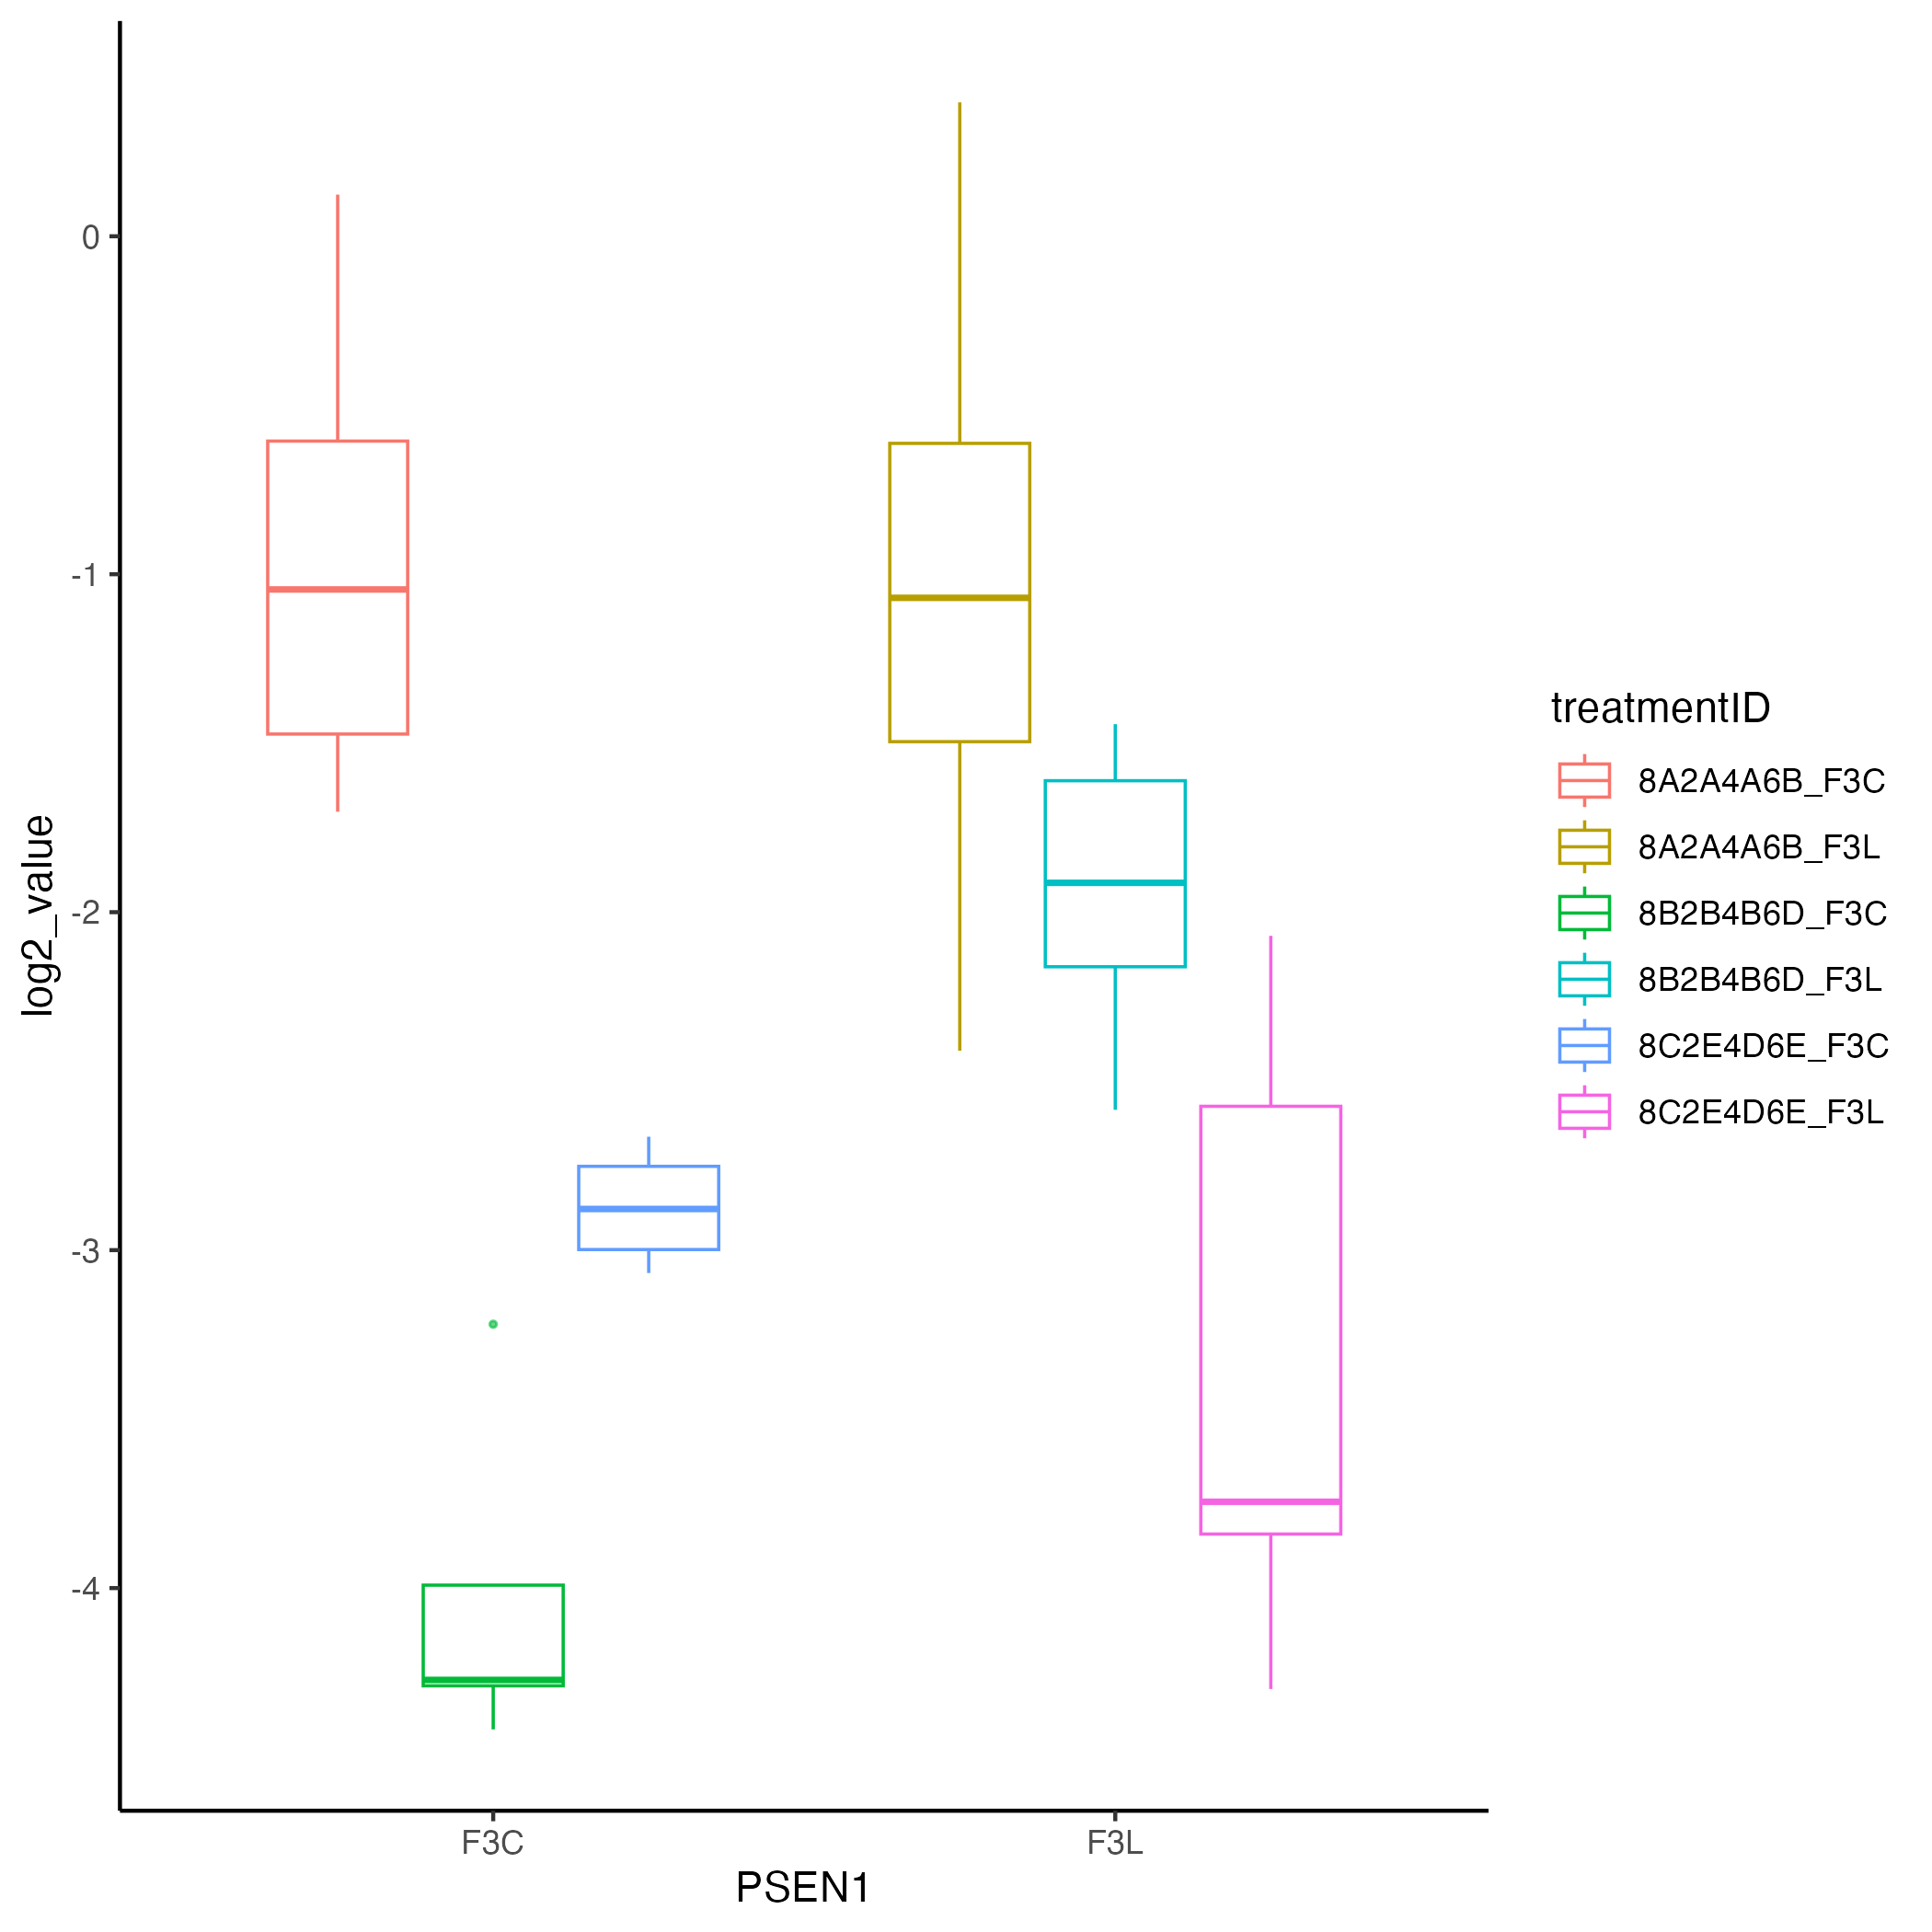 log2_value
0
-1
-2
-3
-4
F3C
F3L
PSEN1
treatmentID
8A2A4A6B_F3C
8A2A4A6B_F3L
8B2B4B6D_F3C
8B2B4B6D_F3L
8C2E4D6E_F3C
8C2E4D6E_F3L